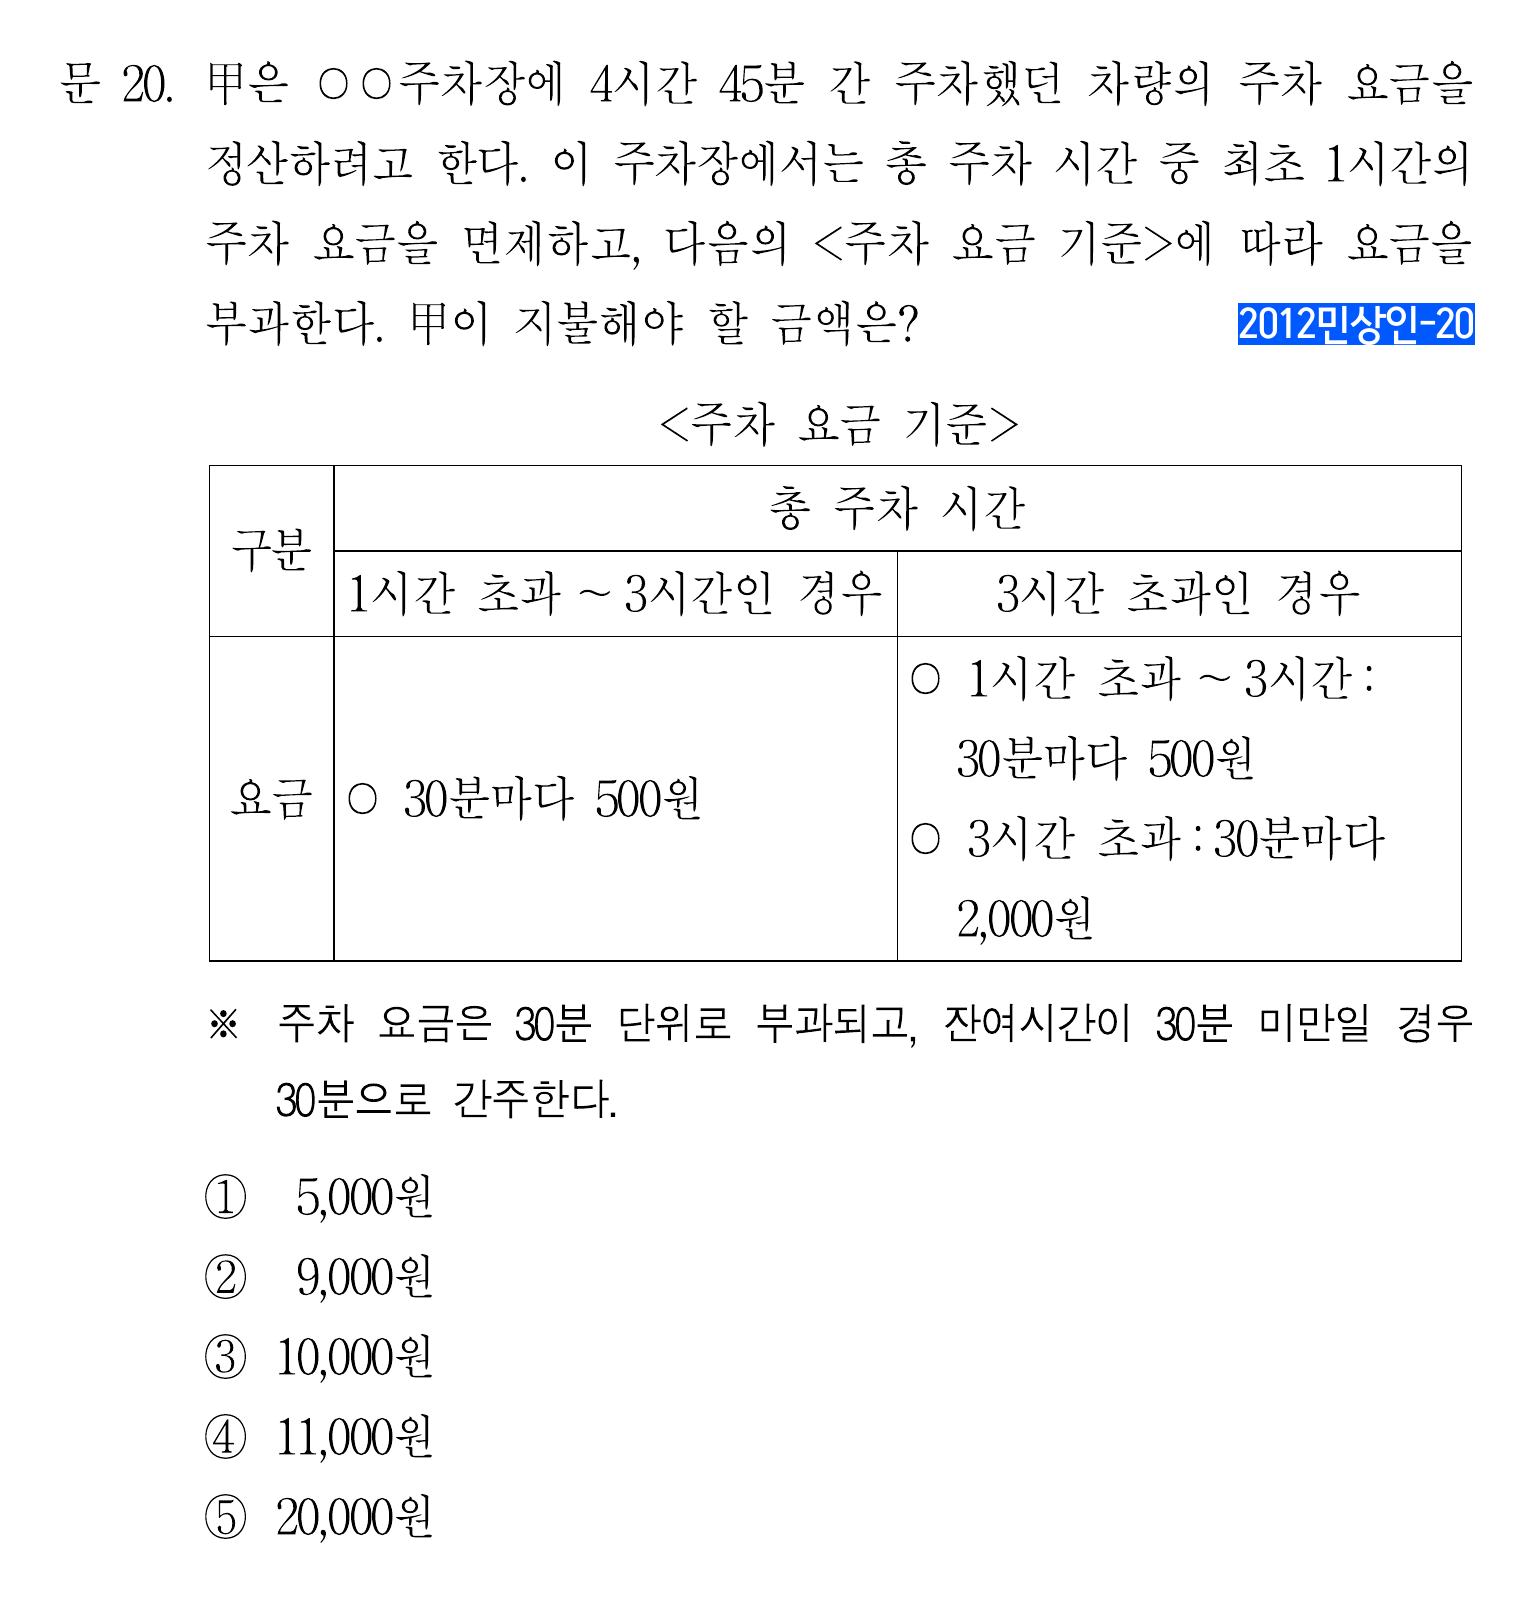 문 20. 甲은 ○○주차장에 4시간 45분 간 주차했던 차량의 주차 요금을
정산하려고 한다. 이 주차장에서는 총 주차 시간 중 최초 1시간의
주차 요금을 면제하고, 다음의 <주차 요금 기준>에 따라 요금을
부과한다. 甲이 지불해야 할 금액은?
2012민상인-20
<주차 요금 기준>
구분
총 주차 시간
1시간 초과 ~ 3시간인 경우
3시간 초과인 경우
요금
○ 30분마다 500원
○ 1시간 초과 ~ 3시간 :
30분마다 500원
○ 3시간 초과 : 30분마다
2,000원
※ 주차 요금은 30분 단위로 부과되고, 잔여시간이 30분 미만일 경우
30분으로 간주한다.
① 5,000원
② 9,000원
③ 10,000원
④ 11,000원
⑤ 20,000원